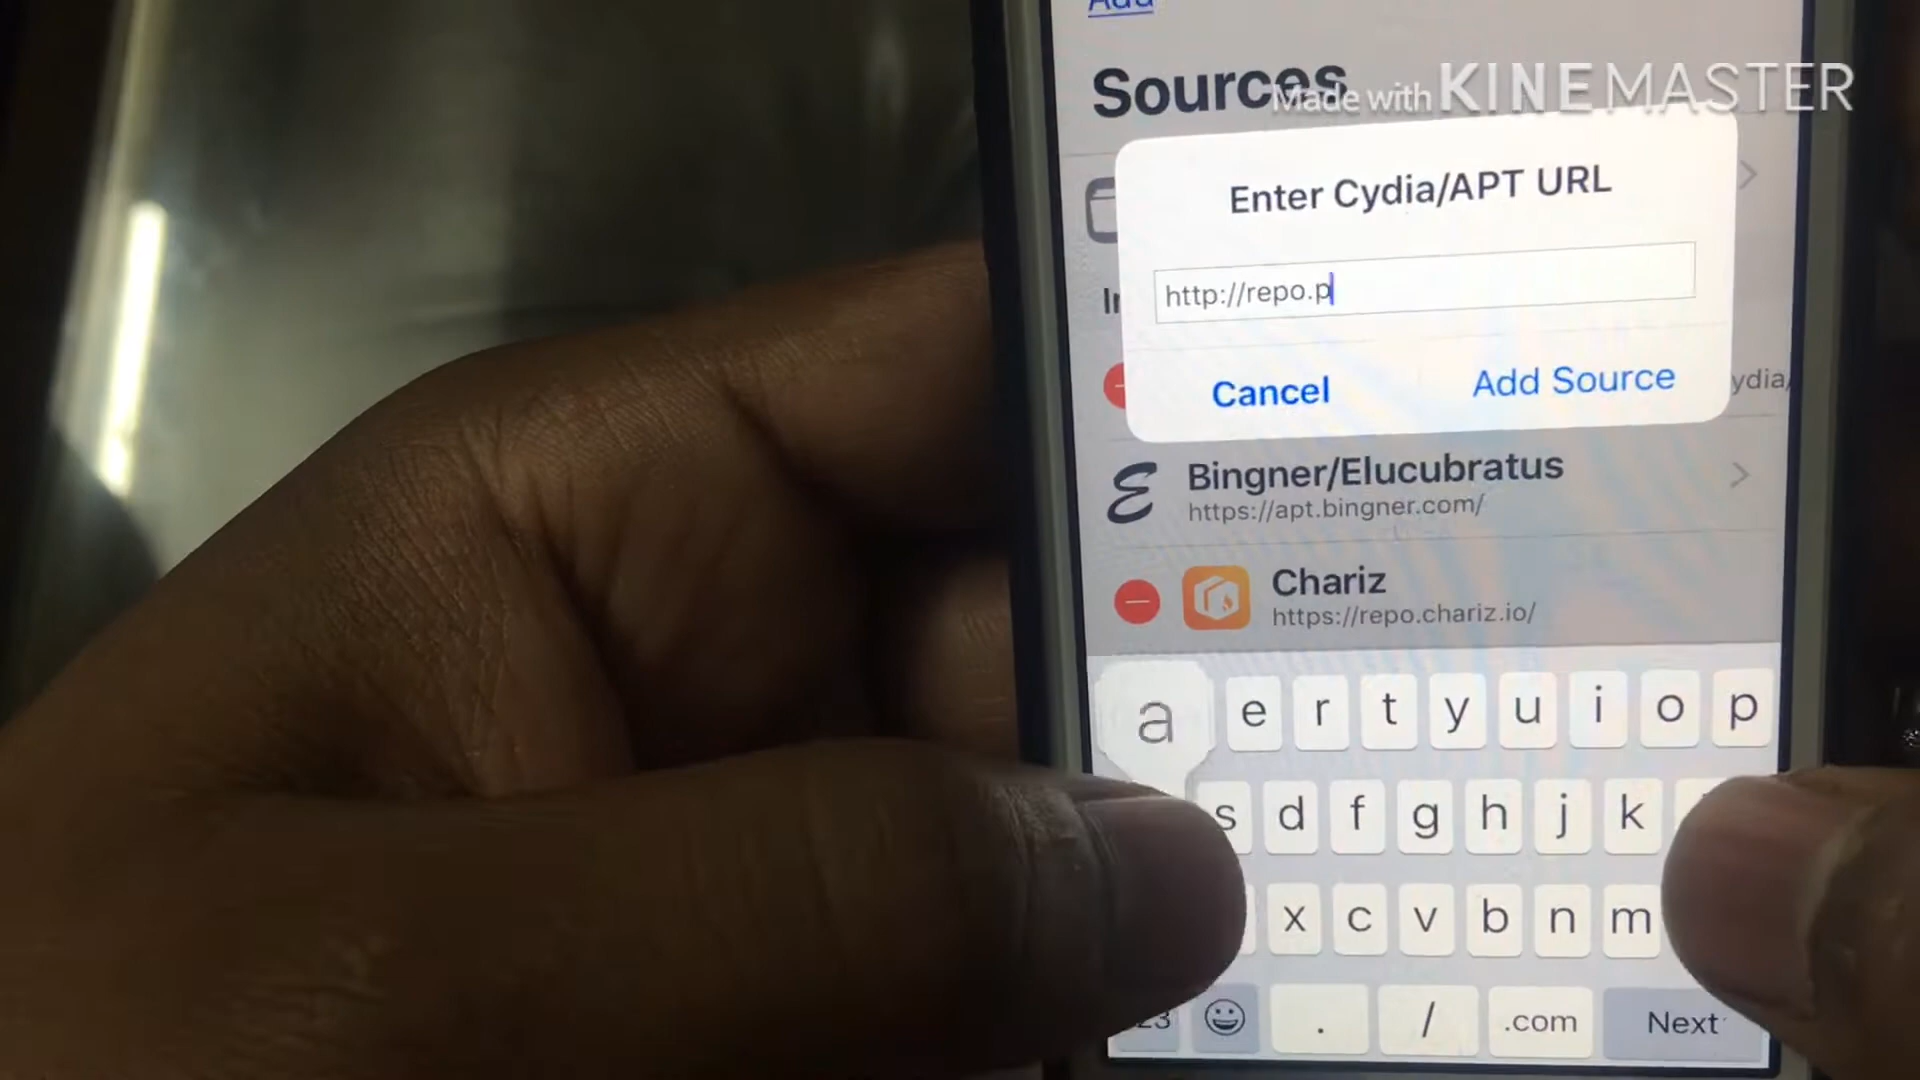 Add
Sources
Made with KINEMASTER
Enter Cydia/APT URL
http://repo.p
Cancel
Add Source
Bingner/Elucubratus
https://apt.bingner.com/
Chariz
https://repo.chariz.io/
a e r t y u i o p
s d f g h j k
x c v b n m
. / .com Next